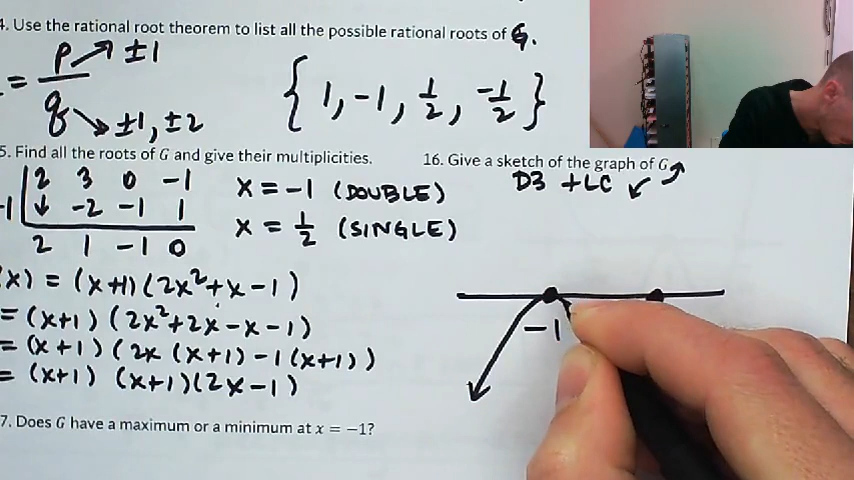 4. Use the rational root theorem to list all the possible rational roots of G.
= p/q
p ↗ ±1
q ↘ ±1, ±2
{ 1, -1, 1/2, -1/2 }
5. Find all the roots of G and give their multiplicities.
-1 | 2 3 0 -1
↓ -2 -1 1
2 1 -1 0
x = -1 (DOUBLE)
x = 1/2 (SINGLE)
(x) = (x+1)(2x²+x-1)
= (x+1)(2x²+2x-x-1)
= (x+1)(2x(x+1)-1(x+1))
= (x+1)(x+1)(2x-1)
16. Give a sketch of the graph of G
D3 +LC ↙ ↗
-1
7. Does G have a maximum or a minimum at x = −1?